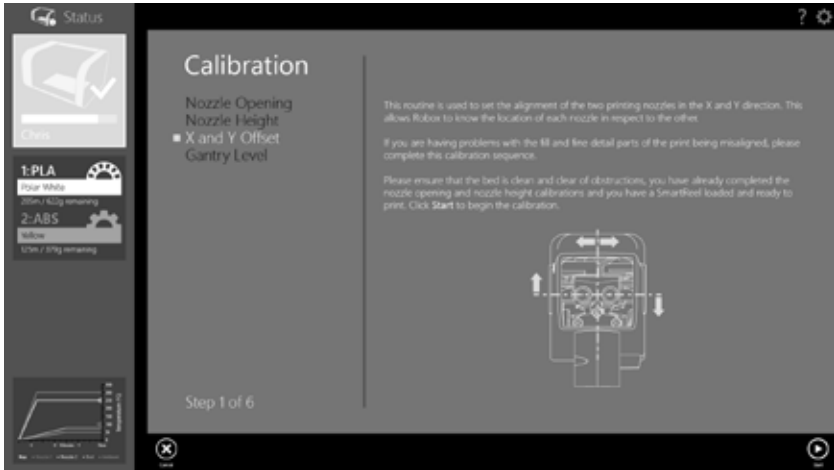 Status
?
Chris
1:PLA
Polar White
205m / 622g remaining
2:ABS
Yellow
125m / 379g remaining
Calibration
Nozzle Opening
Nozzle Height
X and Y Offset
Gantry Level
Step 1 of 6
This routine is used to set the alignment of the two printing nozzles in the X and Y direction. This
allows Robox to know the location of each nozzle in respect to the other.
If you are having problems with the fill and fine detail parts of the print being misaligned, please
complete this calibration sequence.
Please ensure that the bed is clean and clear of obstructions, you have already completed the
nozzle opening and nozzle height calibrations and you have a SmartReel loaded and ready to
print. Click Start to begin the calibration.
Cancel
Start